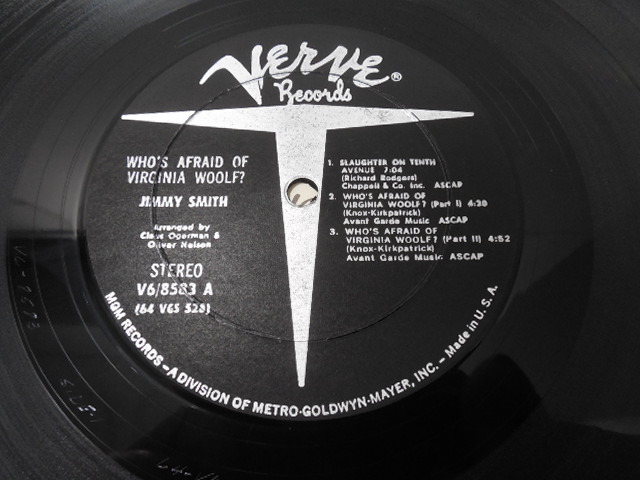 Verve®
Records
WHO'S AFRAID OF
VIRGINIA WOOLF?
JIMMY SMITH
Arranged by
Claus Ogerman &
Oliver Nelson
STEREO
V6/8583 A
(64 VGS 528)
1. SLAUGHTER ON TENTH
AVENUE 7:04
(Richard Rodgers)
Chappell & Co. Inc. ASCAP
2. WHO'S AFRAID OF
VIRGINIA WOOLF? (Part I) 4:20
(Knox-Kirkpatrick)
Avant Garde Music ASCAP
3. WHO'S AFRAID OF
VIRGINIA WOOLF? (Part II) 4:52
(Knox-Kirkpatrick)
Avant Garde Music ASCAP
MGM RECORDS - A DIVISION OF METRO-GOLDWYN-MAYER, INC. - Made in U.S.A.